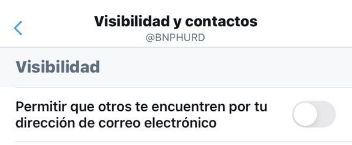 Visibilidad y contactos
@BNPHURD
Visibilidad
Permitir que otros te encuentren por tu
dirección de correo electrónico